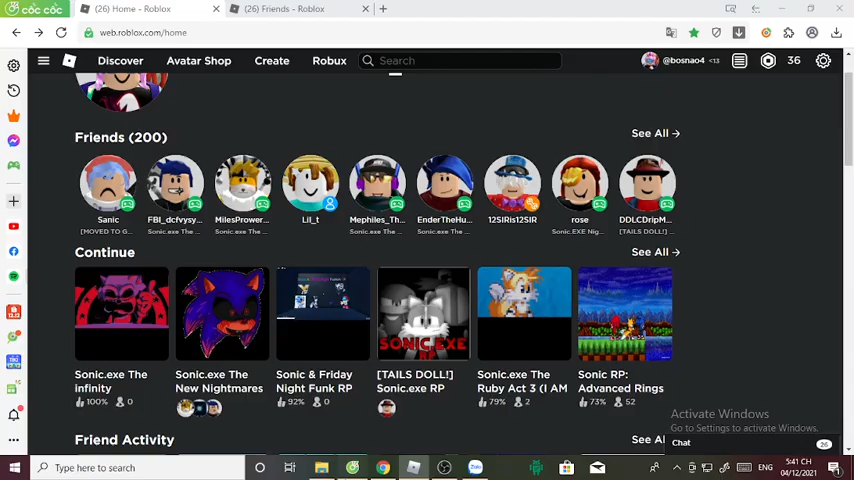 CỐC CỐC
(26) Home - Roblox
(26) Friends - Roblox
web.roblox.com/home
Discover
Avatar Shop
Create
Robux
Search
@bosnao4 <13
36
Friends (200)
See All →
Sanic
FBI_dcfvysy...
MilesPrower...
Lil_t
Mephiles_Th...
EnderTheHu...
12SIRis12SIR
rose
DDLCDripM...
[MOVED TO G...
Sonic.exe The ...
Sonic.exe The ...
Sonic.exe The ...
Sonic.exe The ...
Sonic.EXE Nig...
[TAILS DOLL!] ...
Continue
See All →
SONIC.EXE
RP
Sonic.exe The
infinity
100% 0
Sonic.exe The
New Nightmares
Sonic & Friday
Night Funk RP
92% 0
[TAILS DOLL!]
Sonic.exe RP
Sonic.exe The
Ruby Act 3 (I AM
79% 2
Sonic RP:
Advanced Rings
73% 52
Activate Windows
Go to Settings to activate Windows.
Friend Activity
See Al
Chat
26
Type here to search
ENG
5:41 CH
04/12/2021